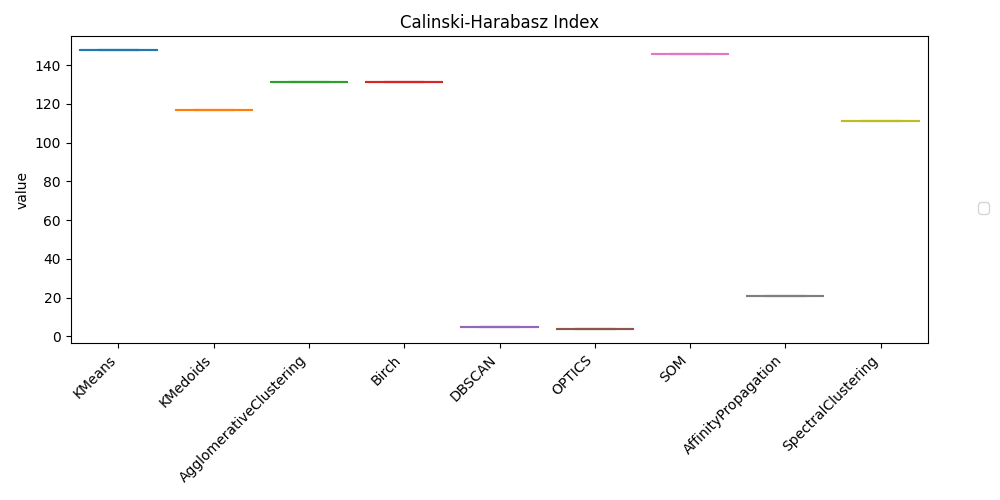 Calinski-Harabasz Index
value
140
120
100
80
60
40
20
0
KMeans
KMedoids
AgglomerativeClustering
Birch
DBSCAN
OPTICS
SOM
AffinityPropagation
SpectralClustering